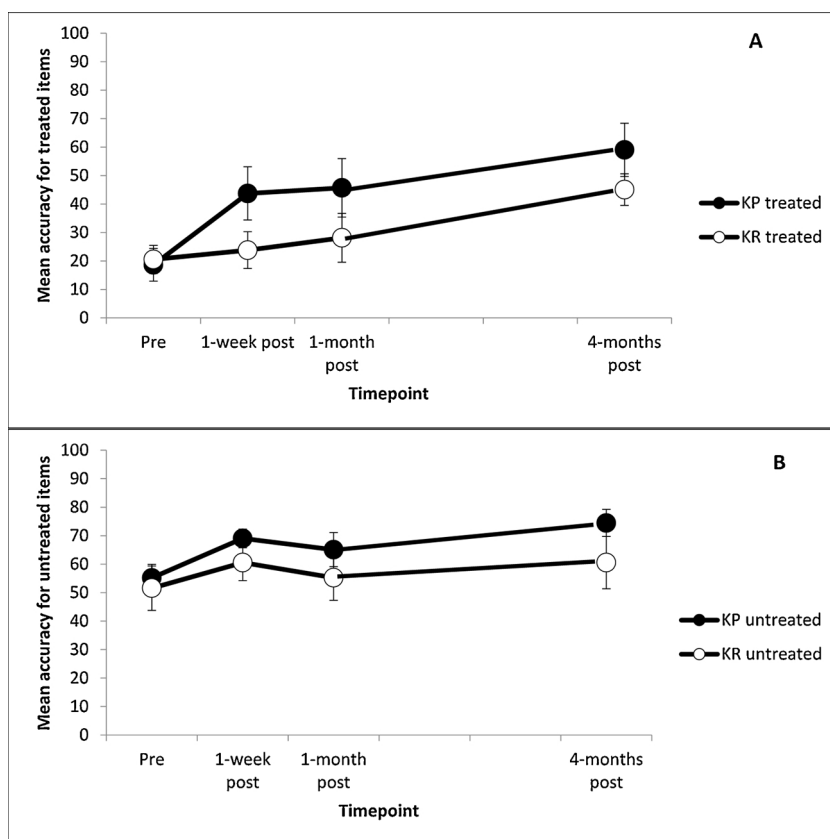 A
Mean accuracy for treated items
100
90
80
70
60
50
40
30
20
10
0
Pre
1-week post
1-month
post
4-months
post
Timepoint
KP treated
KR treated
B
Mean accuracy for untreated items
100
90
80
70
60
50
40
30
20
10
0
Pre
1-week
post
1-month
post
4-months
post
Timepoint
KP untreated
KR untreated